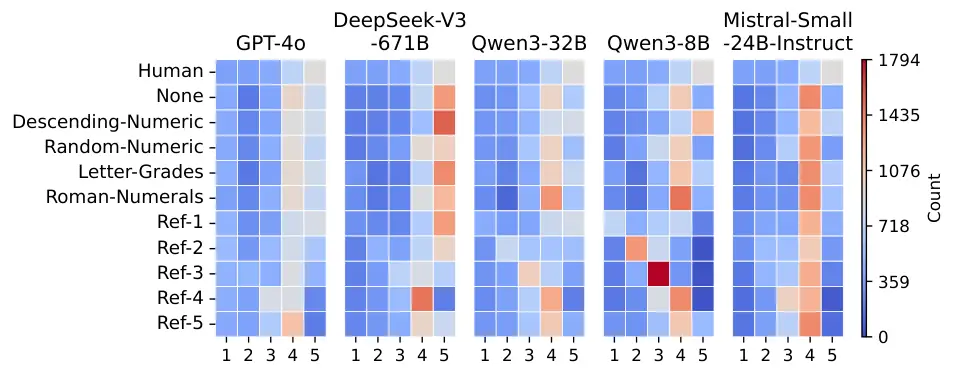 DeepSeek-V3 Mistral-Small
GPT-4o -671B Qwen3-32B Qwen3-8B -24B-Instruct
Human
None
Descending-Numeric
Random-Numeric
Letter-Grades
Roman-Numerals
Ref-1
Ref-2
Ref-3
Ref-4
Ref-5
1 2 3 4 5 1 2 3 4 5 1 2 3 4 5 1 2 3 4 5 1 2 3 4 5
1794
1435
1076
718
359
0
Count